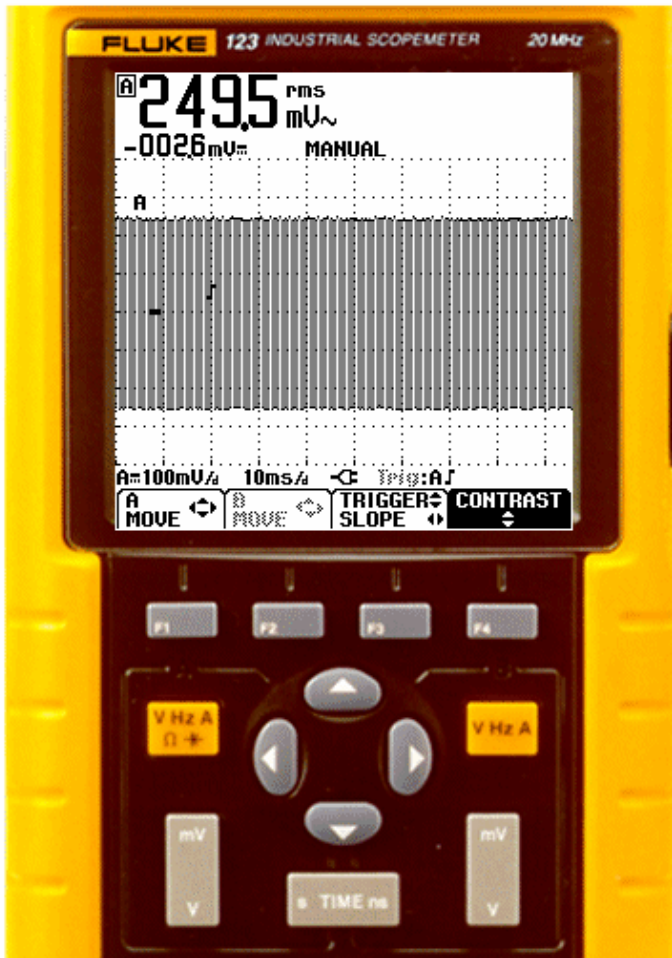 FLUKE 123 INDUSTRIAL SCOPEMETER 20 MHz
A 249.5 rms mV~
-002.6 mV⎓ MANUAL
A
A⎓100mV/d 10ms/d Trig:A
A MOVE B MOVE TRIGGER SLOPE CONTRAST
F1 F2 F3 F4
V Hz A
Ω
V Hz A
mV
V
s TIME ns
mV
V